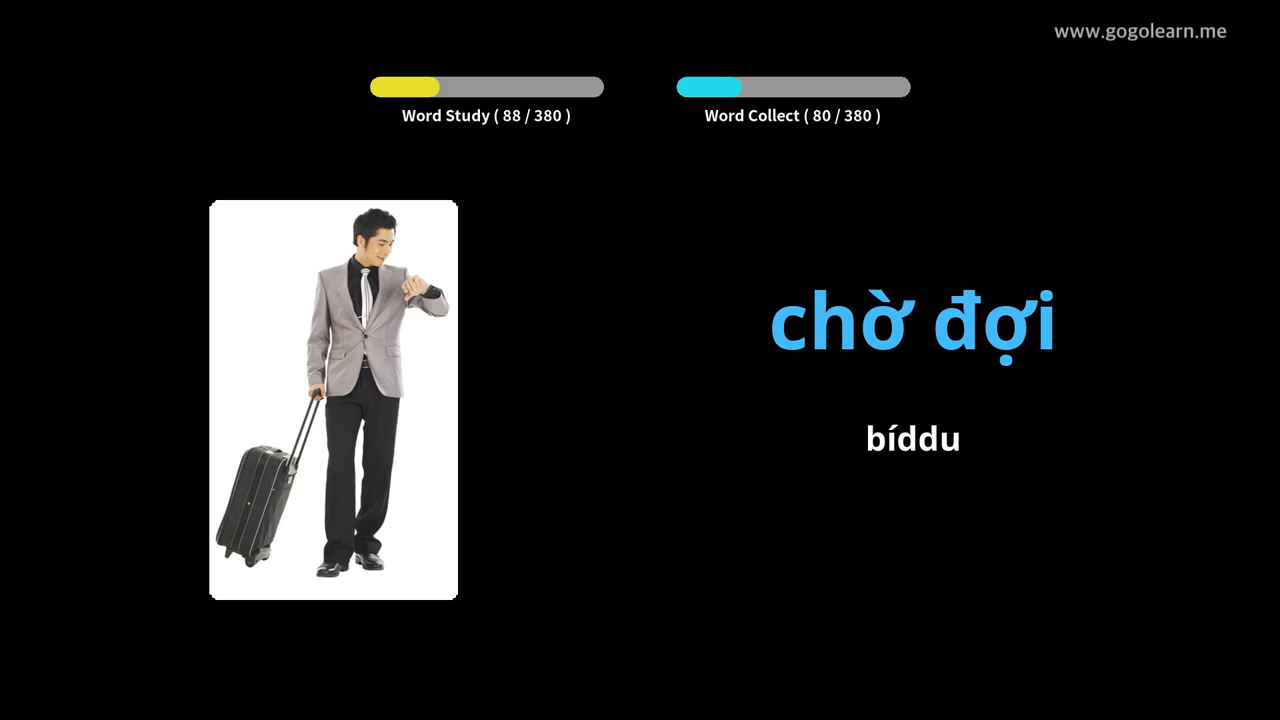 www.gogolearn.me
Word Study ( 88 / 380 )
Word Collect ( 80 / 380 )
chờ đợi
bíddu